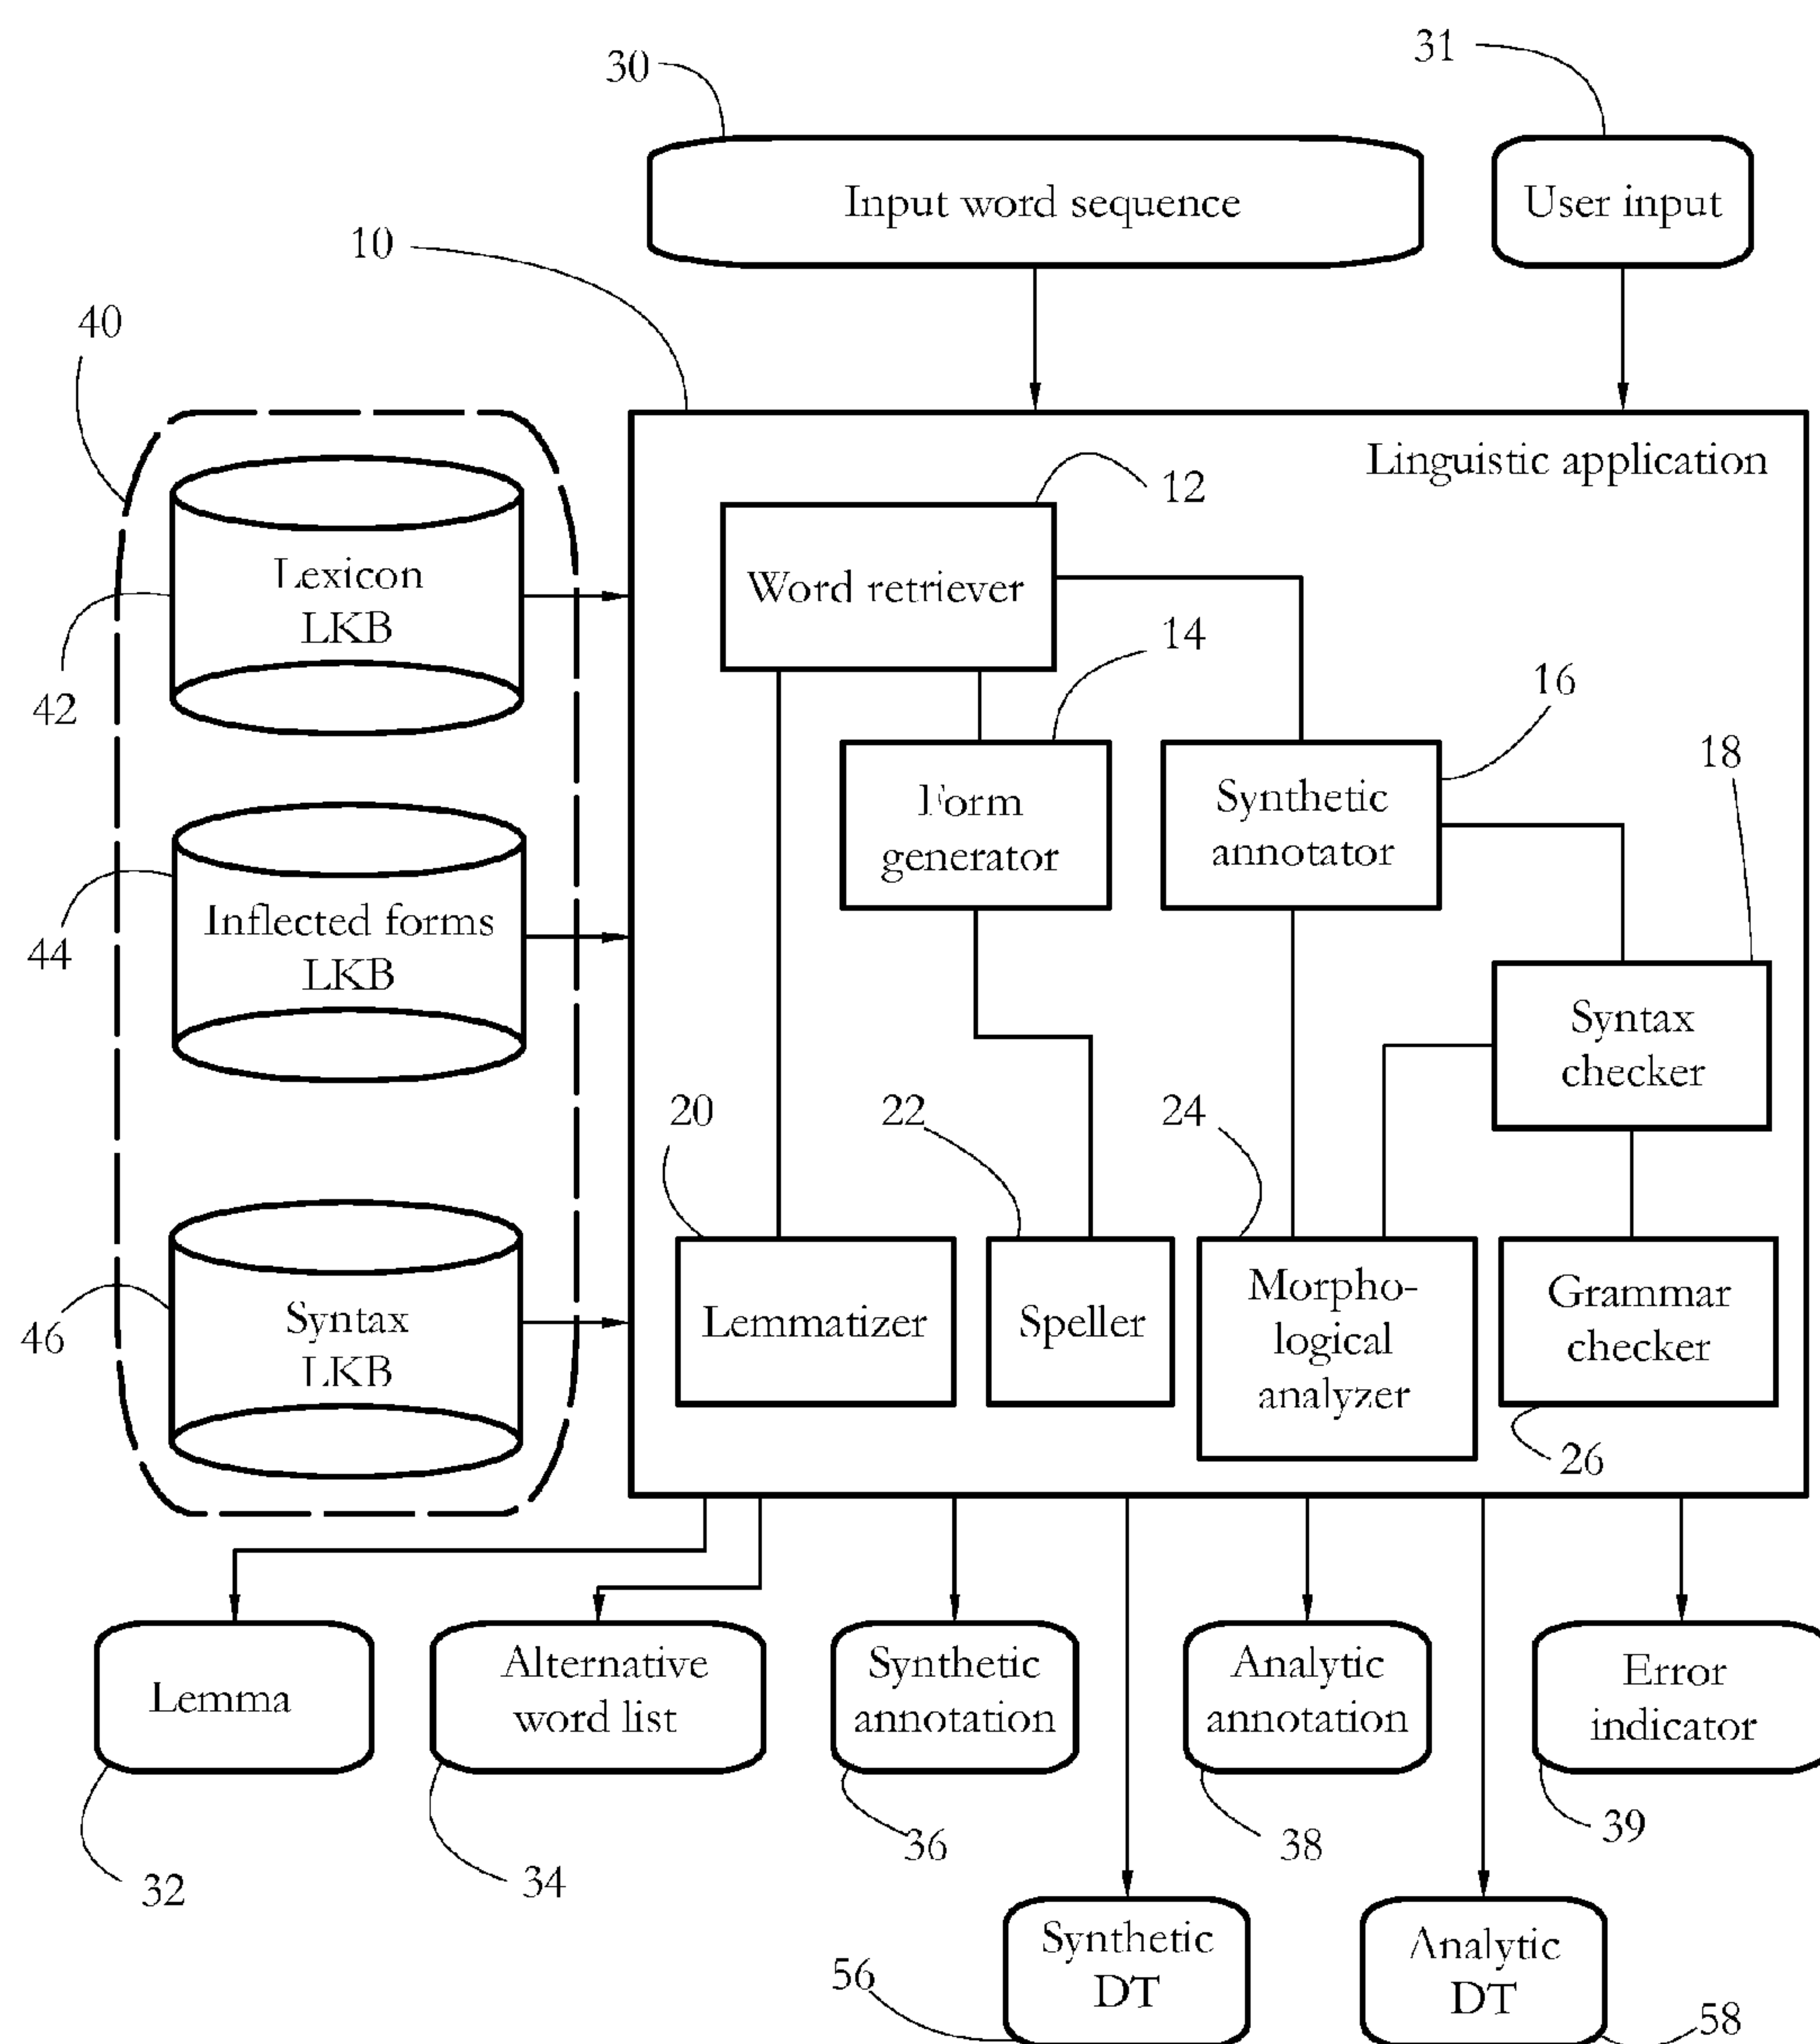 30
31
Input word sequence
User input
10
40
Linguistic application
12
Lexicon
LKB
Word retriever
42
14
16
18
Form
generator
Synthetic
annotator
44
Inflected forms
LKB
Syntax
checker
20
22
24
46
Syntax
LKB
Lemmatizer
Speller
Morpho-
logical
analyzer
Grammar
checker
26
Lemma
Alternative
word list
Synthetic
annotation
Analytic
annotation
Error
indicator
32
34
36
38
39
Synthetic
DT
Analytic
DT
56
58